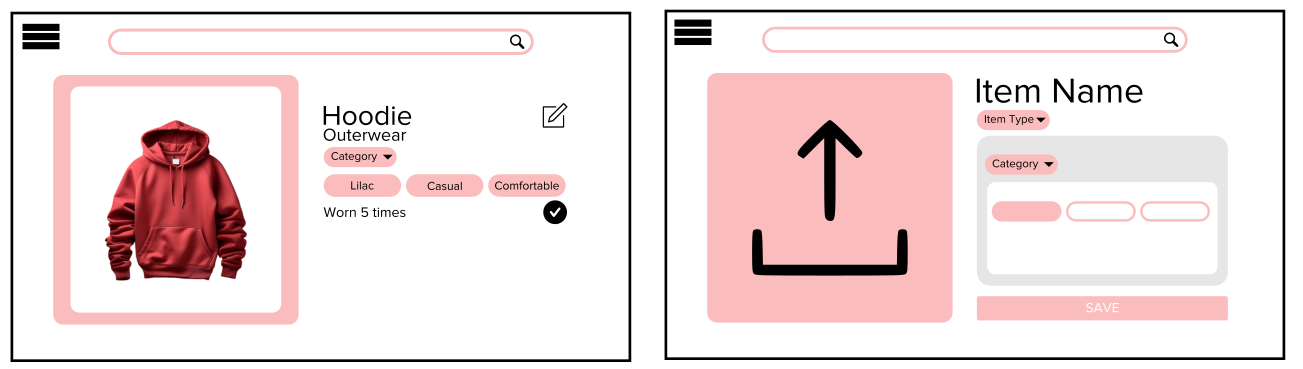 Hoodie
Outerwear
Category
Lilac Casual Comfortable
Worn 5 times
Item Name
Item Type
Category
SAVE